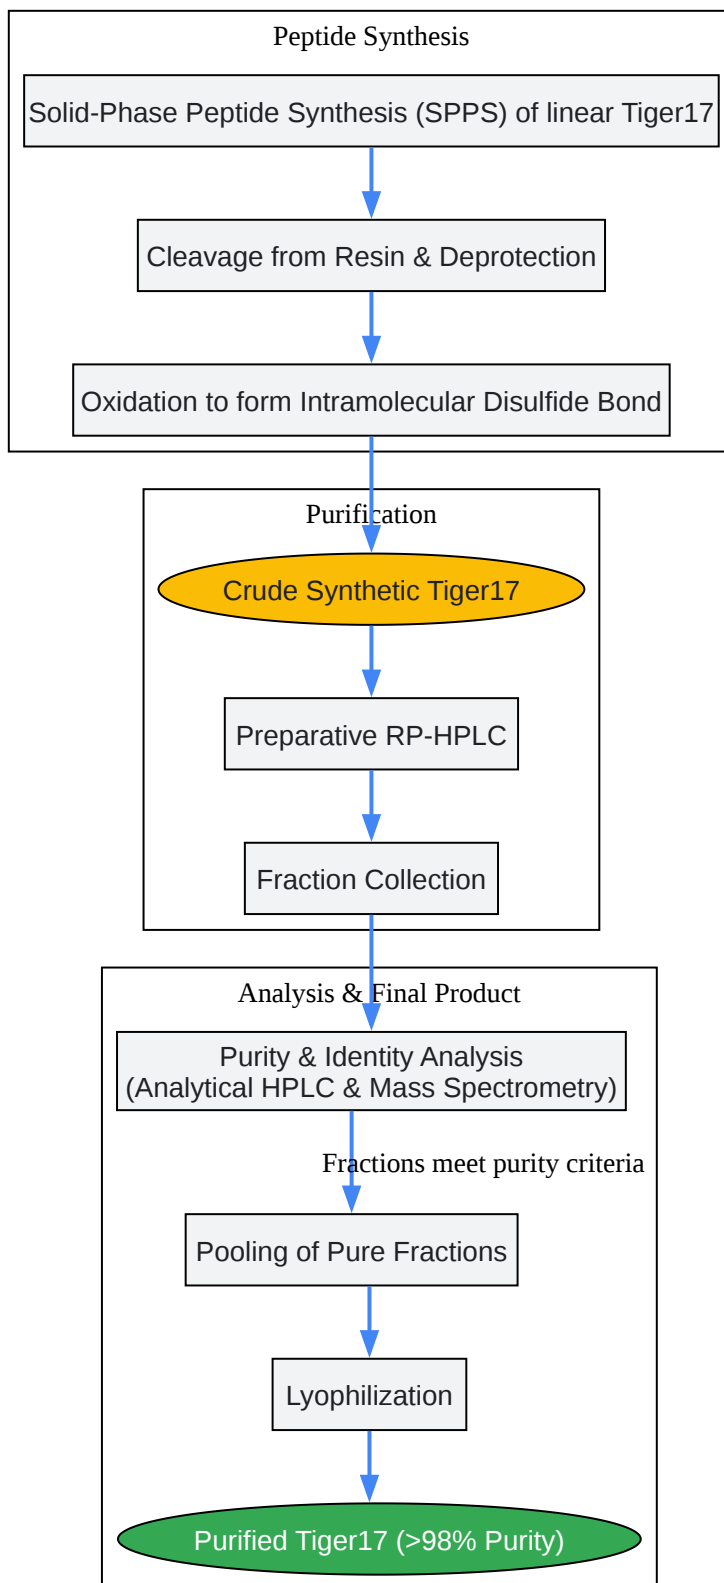 Peptide Synthesis
Solid-Phase Peptide Synthesis (SPPS) of linear Tiger17
Cleavage from Resin & Deprotection
Oxidation to form Intramolecular Disulfide Bond
Purification
Crude Synthetic Tiger17
Preparative RP-HPLC
Fraction Collection
Analysis & Final Product
Purity & Identity Analysis
(Analytical HPLC & Mass Spectrometry)
Fractions meet purity criteria
Pooling of Pure Fractions
Lyophilization
Purified Tiger17 (>98% Purity)